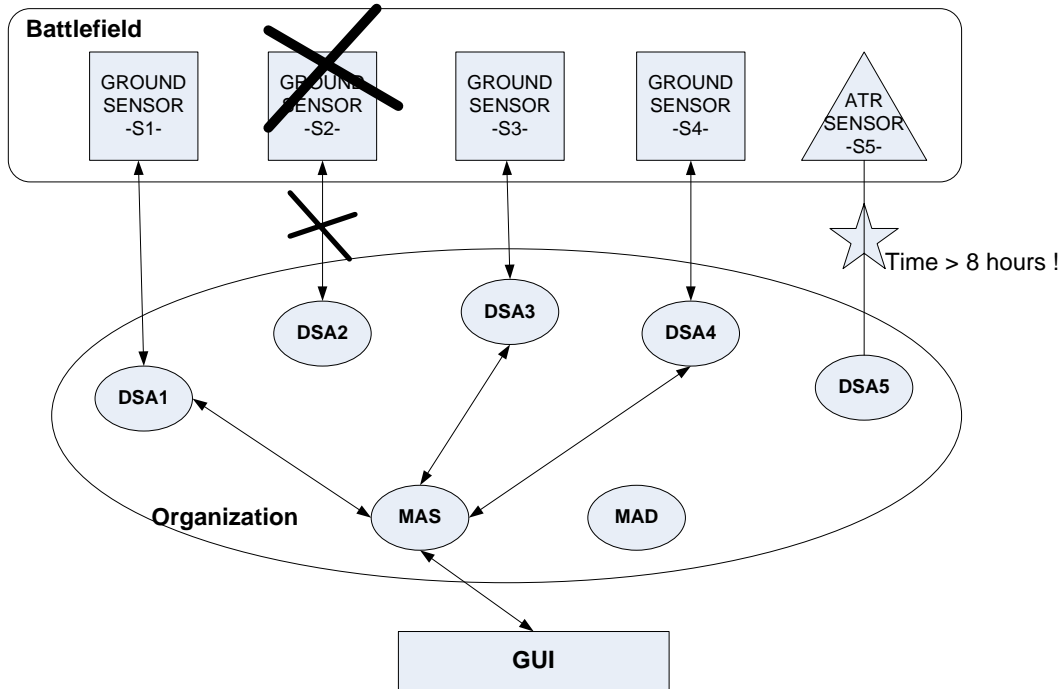 Battlefield
GROUND
SENSOR
-S1-
GROUND
SENSOR
-S2-
GROUND
SENSOR
-S3-
GROUND
SENSOR
-S4-
ATR
SENSOR
-S5-
Time > 8 hours !
DSA1
DSA2
DSA3
DSA4
DSA5
Organization
MAS
MAD
GUI